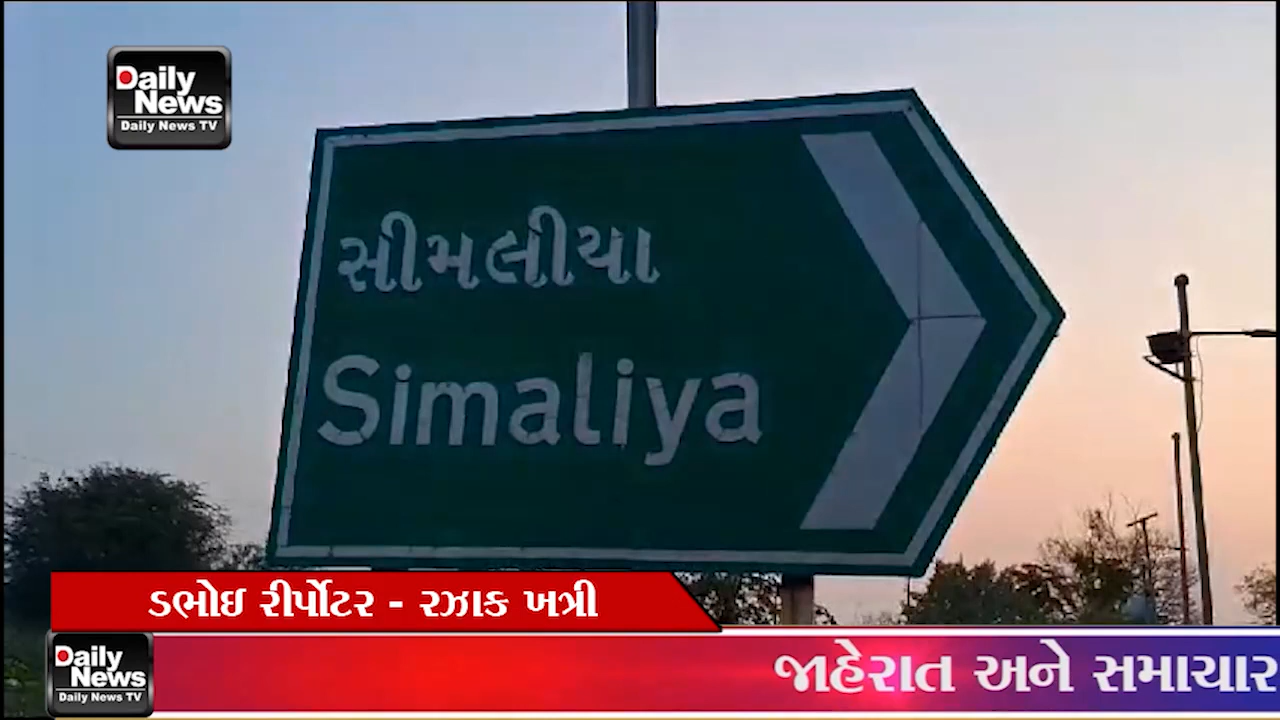 Daily
News
Daily News TV
સીમલીયા
Simaliya
ડભોઇ રીર્પોટર - રઝાક ખત્રી
Daily
News
Daily News TV
જાહેરાત અને સમાચાર